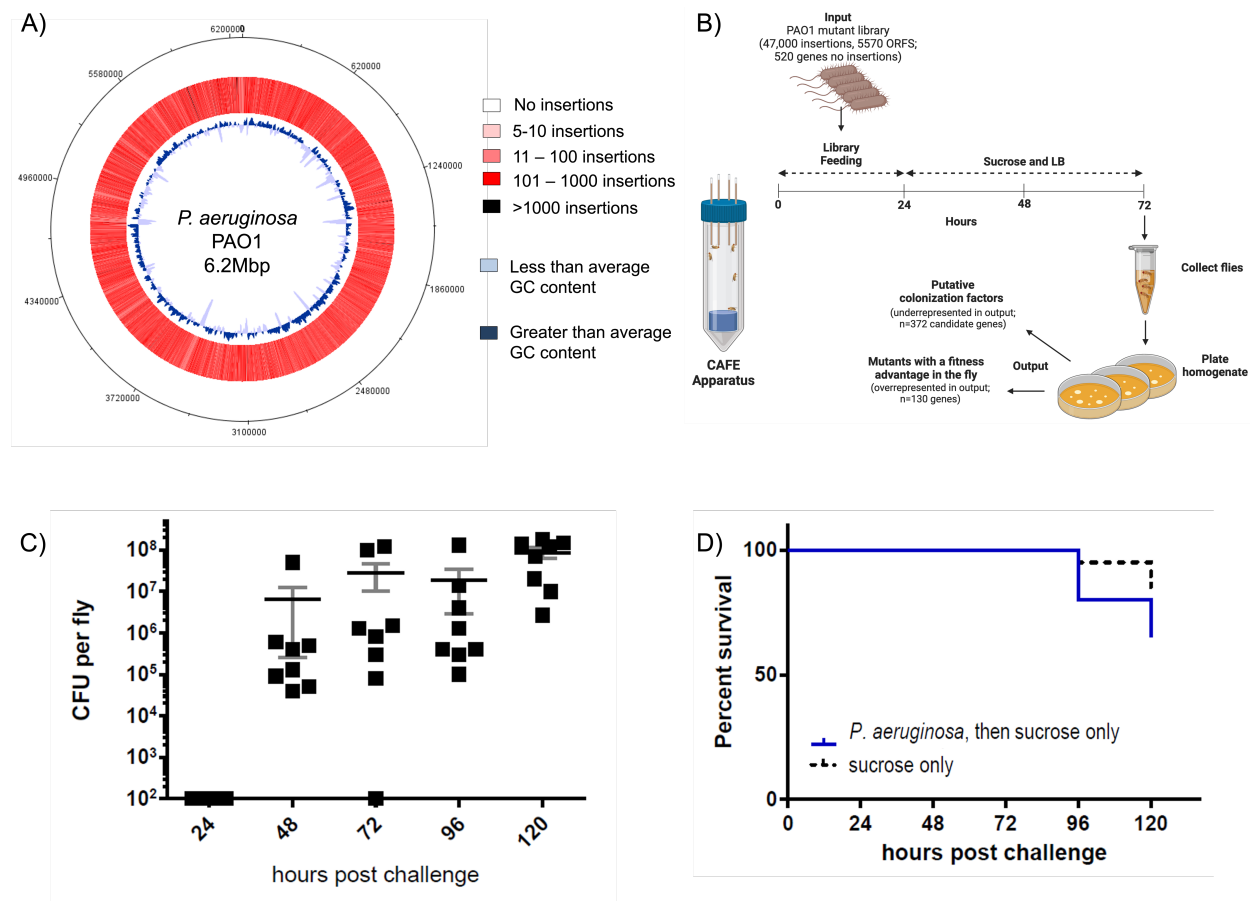 A)
6200000
0
620000
1240000
1860000
2480000
3100000
3720000
4340000
4960000
5580000
P. aeruginosa
PAO1
6.2Mbp
No insertions
5-10 insertions
11 – 100 insertions
101 – 1000 insertions
>1000 insertions
Less than average
GC content
Greater than average
GC content
B)
Input
PAO1 mutant library
(47,000 insertions, 5570 ORFS;
520 genes no insertions)
Library
Feeding
Sucrose and LB
0
24
48
72
Hours
CAFE
Apparatus
Collect flies
Putative
colonization factors
(underrepresented in output;
n=372 candidate genes)
Mutants with a fitness
advantage in the fly
(overrepresented in output;
n=130 genes)
Output
Plate
homogenate
C)
CFU per fly
10⁸
10⁷
10⁶
10⁵
10⁴
10³
10²
24
48
72
96
120
hours post challenge
D)
Percent survival
100
50
0
P. aeruginosa, then sucrose only
sucrose only
0
24
48
72
96
120
hours post challenge